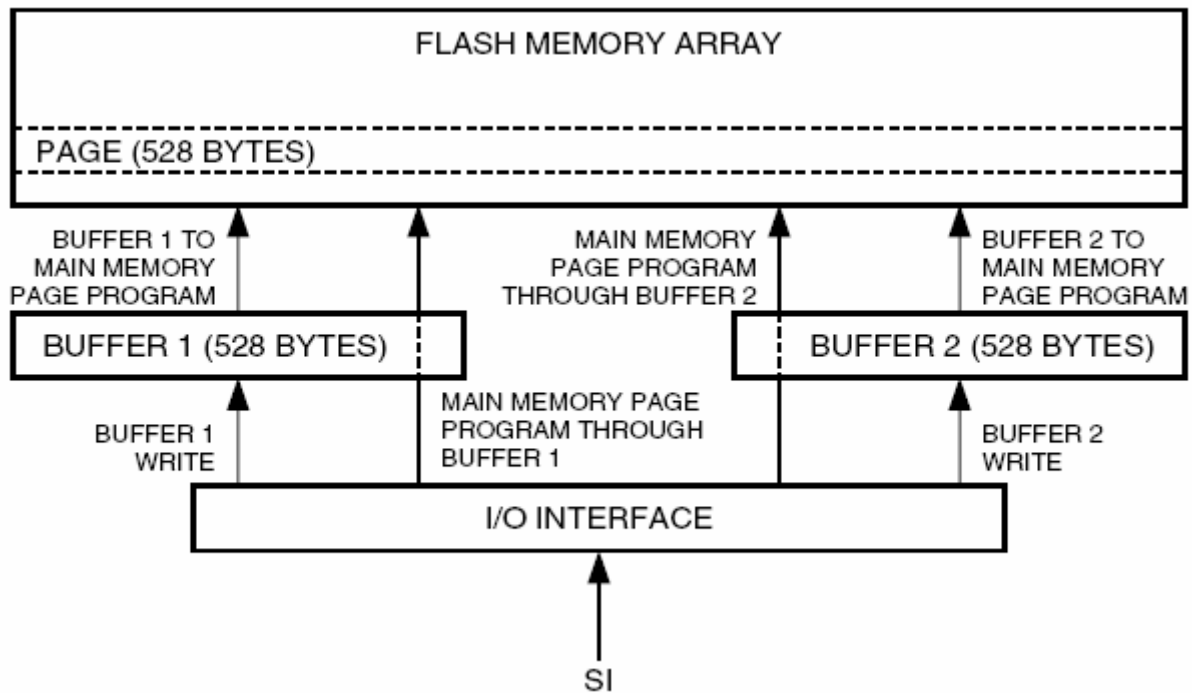 FLASH MEMORY ARRAY
PAGE (528 BYTES)
BUFFER 1 TO
MAIN MEMORY
PAGE PROGRAM
MAIN MEMORY
PAGE PROGRAM
THROUGH BUFFER 2
BUFFER 2 TO
MAIN MEMORY
PAGE PROGRAM
BUFFER 1 (528 BYTES)
BUFFER 2 (528 BYTES)
BUFFER 1
WRITE
MAIN MEMORY PAGE
PROGRAM THROUGH
BUFFER 1
BUFFER 2
WRITE
I/O INTERFACE
SI